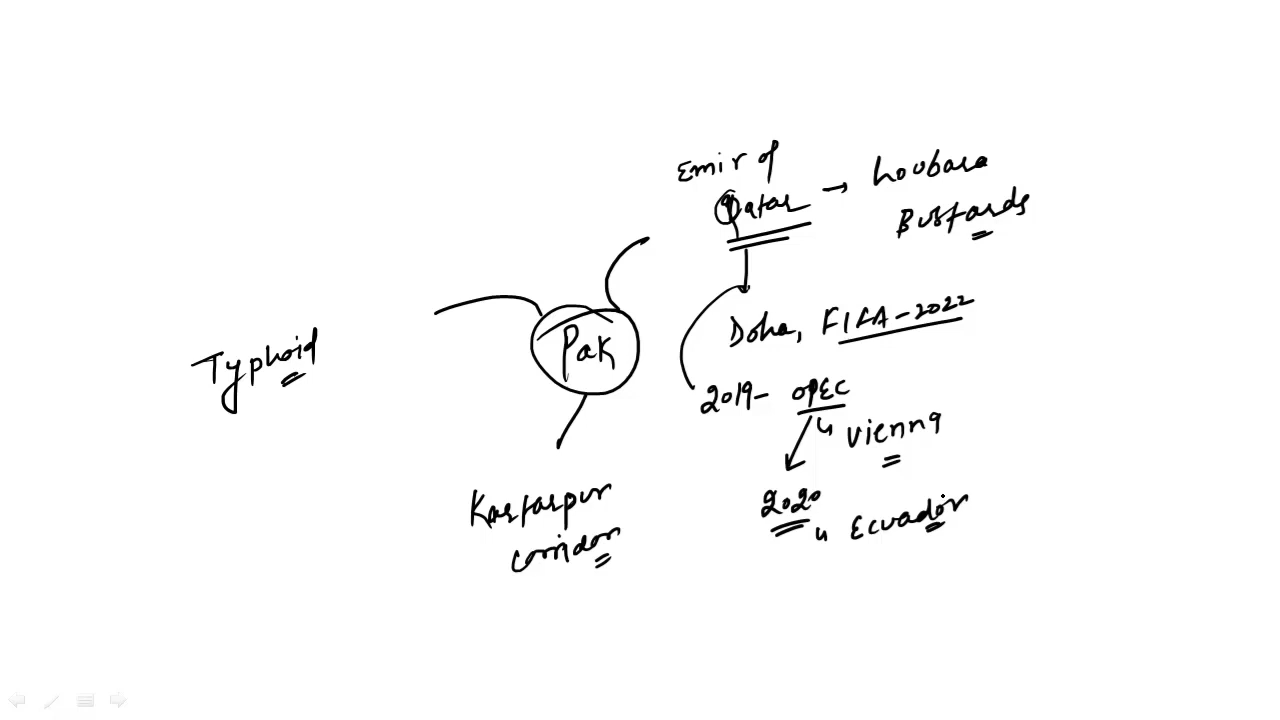 Emir of
Qatar → houbara
Bustards
Doha, FIFA - 2022
Pak
Typhoid
2019 - OPEC
Vienna
2020
Ecuador
Kartarpur
corridor